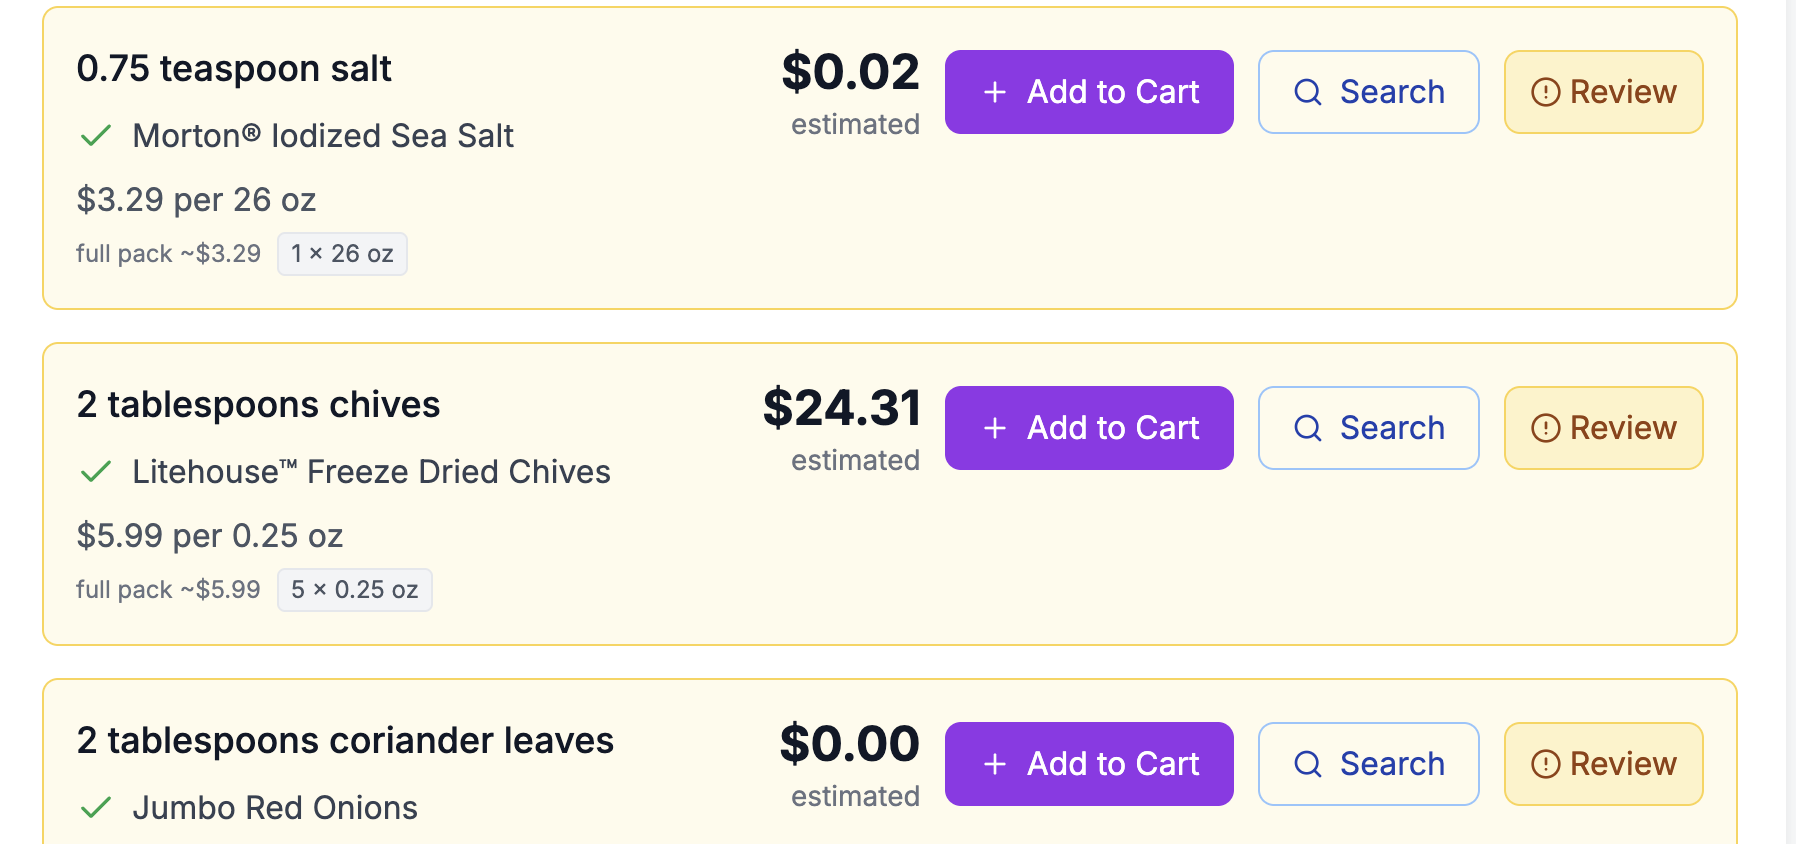 0.75 teaspoon salt
Morton® Iodized Sea Salt
$3.29 per 26 oz
full pack ~$3.29 1 × 26 oz
$0.02
estimated
+ Add to Cart
Search
Review
2 tablespoons chives
Litehouse™ Freeze Dried Chives
$5.99 per 0.25 oz
full pack ~$5.99 5 × 0.25 oz
$24.31
estimated
+ Add to Cart
Search
Review
2 tablespoons coriander leaves
Jumbo Red Onions
$0.00
estimated
+ Add to Cart
Search
Review